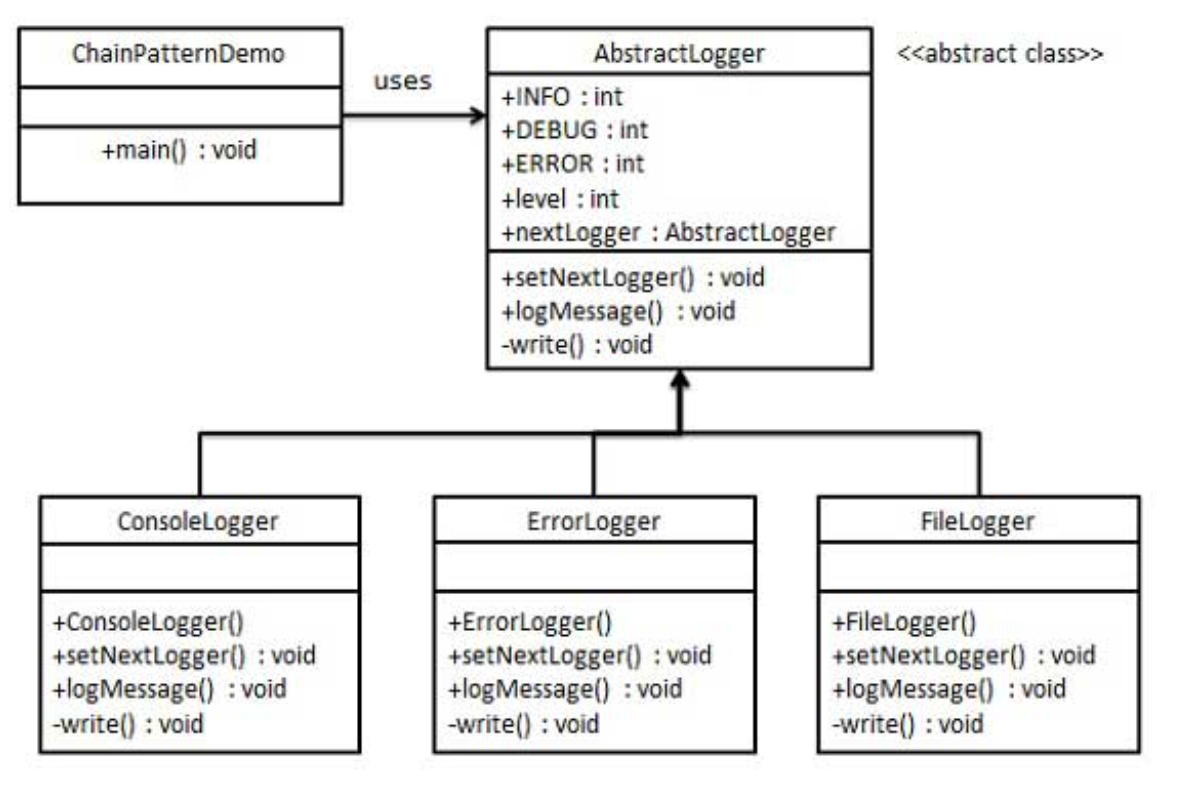 ChainPatternDemo
+main() : void
uses
AbstractLogger
<<abstract class>>
+INFO : int
+DEBUG : int
+ERROR : int
+level : int
+nextLogger : AbstractLogger
+setNextLogger() : void
+logMessage() : void
-write() : void
ConsoleLogger
+ConsoleLogger()
+setNextLogger() : void
+logMessage() : void
-write() : void
ErrorLogger
+ErrorLogger()
+setNextLogger() : void
+logMessage() : void
-write() : void
FileLogger
+FileLogger()
+setNextLogger() : void
+logMessage() : void
-write() : void